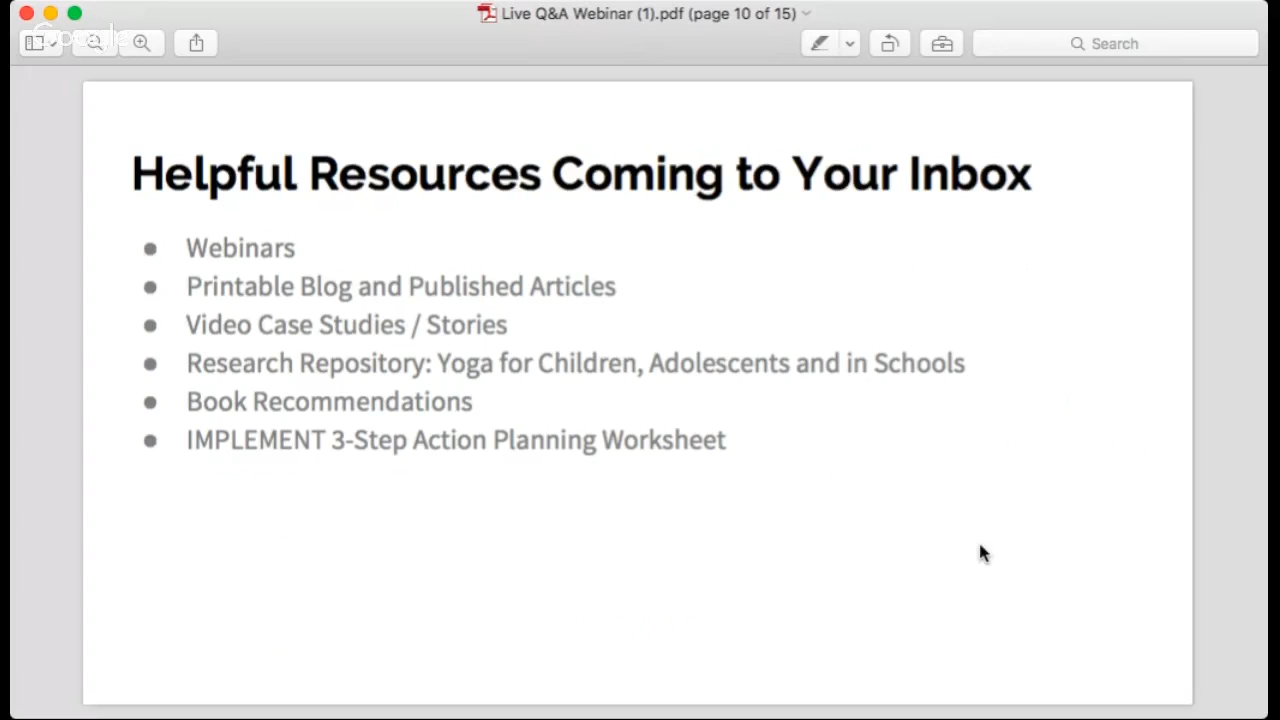 Live Q&A Webinar (1).pdf (page 10 of 15)
Google
Search
Helpful Resources Coming to Your Inbox
Webinars
Printable Blog and Published Articles
Video Case Studies / Stories
Research Repository: Yoga for Children, Adolescents and in Schools
Book Recommendations
IMPLEMENT 3-Step Action Planning Worksheet